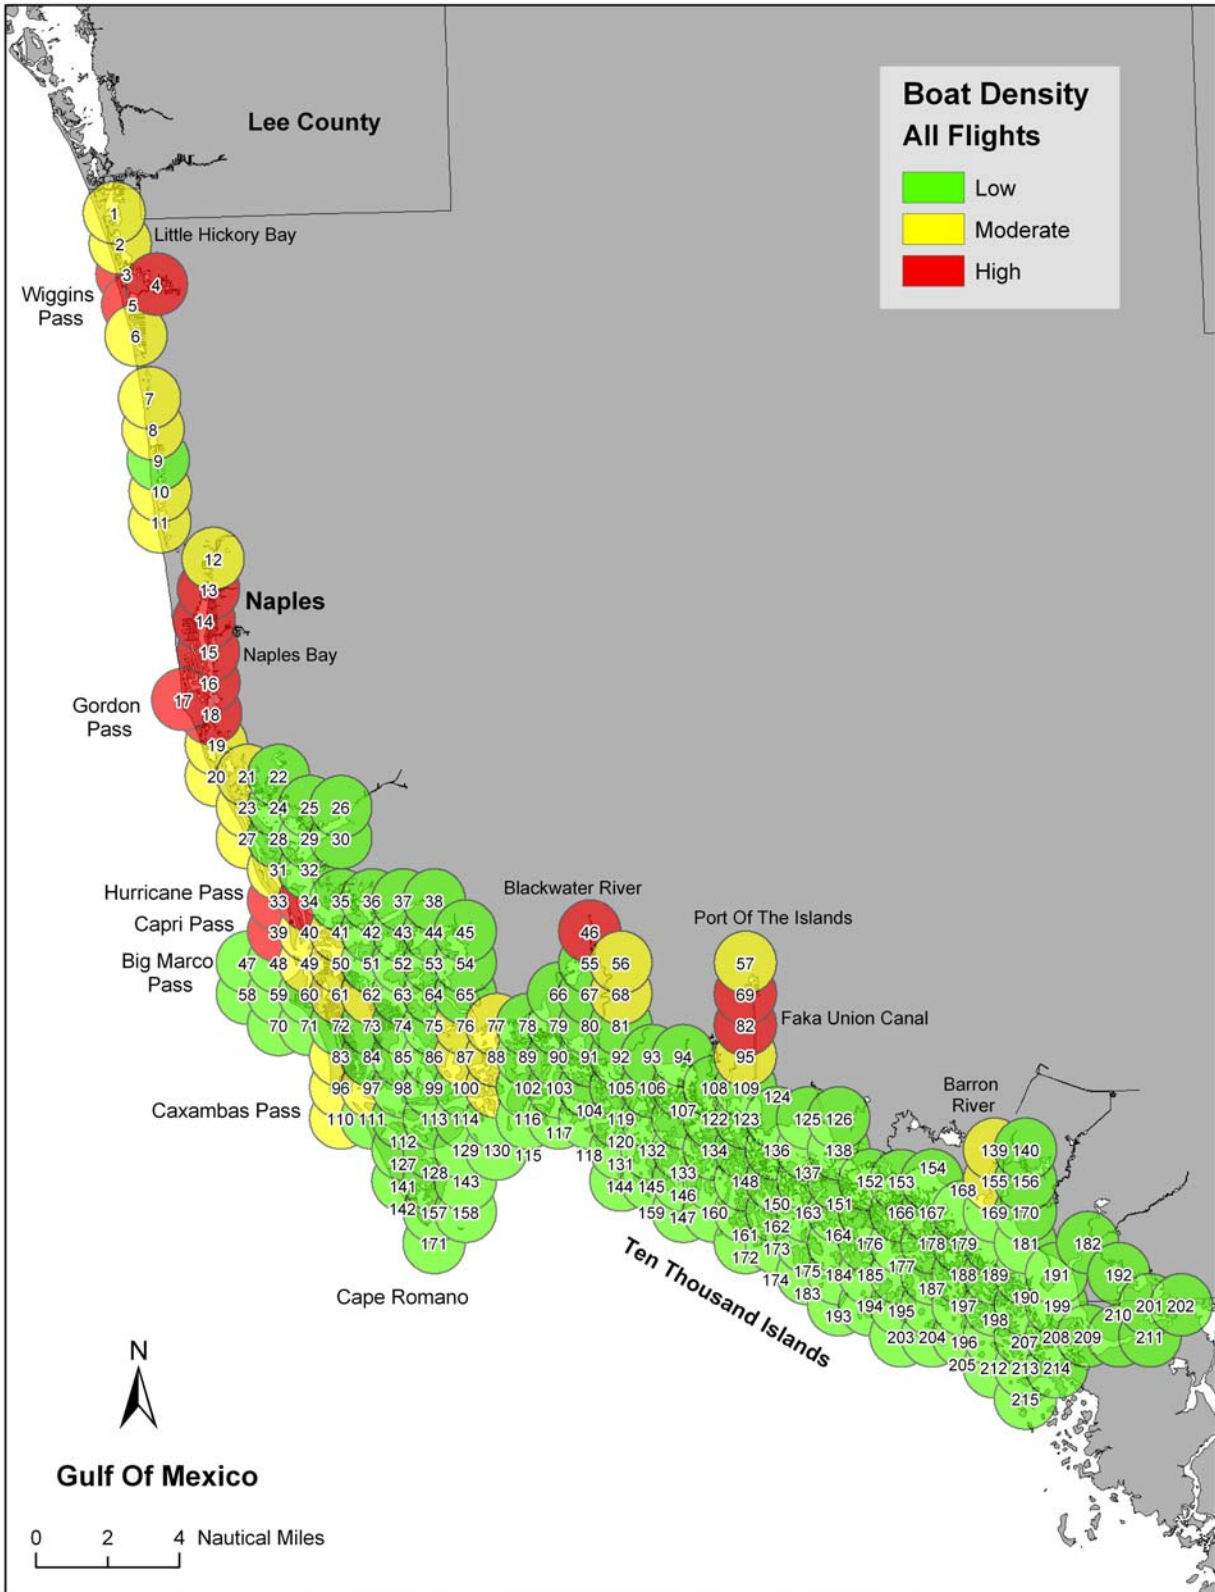 Lee County
Boat Density
All Flights
Low
Moderate
High
1
Little Hickory Bay
2
3
4
Wiggins
Pass
5
6
7
8
9
10
11
12
13
Naples
14
15
Naples Bay
16
17
Gordon
Pass
18
19
20 21 22
23 24 25 26
27 28 29 30
31 32
Hurricane Pass
33 34 35 36 37 38
Blackwater River
Port Of The Islands
Capri Pass
39 40 41 42 43 44 45
46
Big Marco
Pass
47 48 49 50 51 52 53 54
55 56
57
58 59 60 61 62 63 64 65
66 67 68
69
70 71 72 73 74 75 76 77 78 79 80 81
82
Faka Union Canal
83 84 85 86 87 88 89 90 91 92 93 94
95
96 97 98 99 100 102 103 105 106 108 109
Barron
River
Caxambas Pass
110 111 113 114 116 104 119 107 122 123 124 125 126
112 129 130 115 117 118 120 132 134 136 138 139 140
127 128 131 133 137 154
141 143 144 145 146 148 152 153 155 156
142 157 158 159 147 160 150 163 151 166 167 168 169 170
171 161 162 164 176 178 179 181 182
172 173 175 184 185 177 188 189 191 192
Cape Romano
Ten Thousand Islands
174 183 187 190
193 194 195 197 198 199 210 201 202
203 204 196 207 208 209 211
205 212 213 214
215
N
Gulf Of Mexico
0 2 4 Nautical Miles